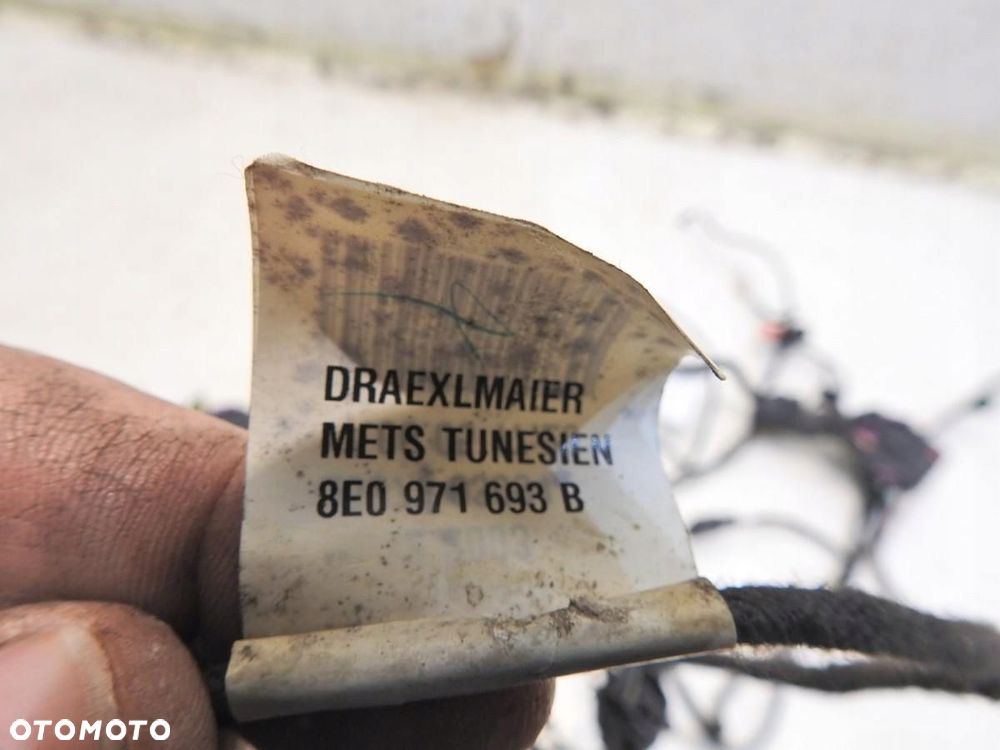 DRAEXLMAIER
METS TUNESIEN
8E0 971 693 B
OTOMOTO